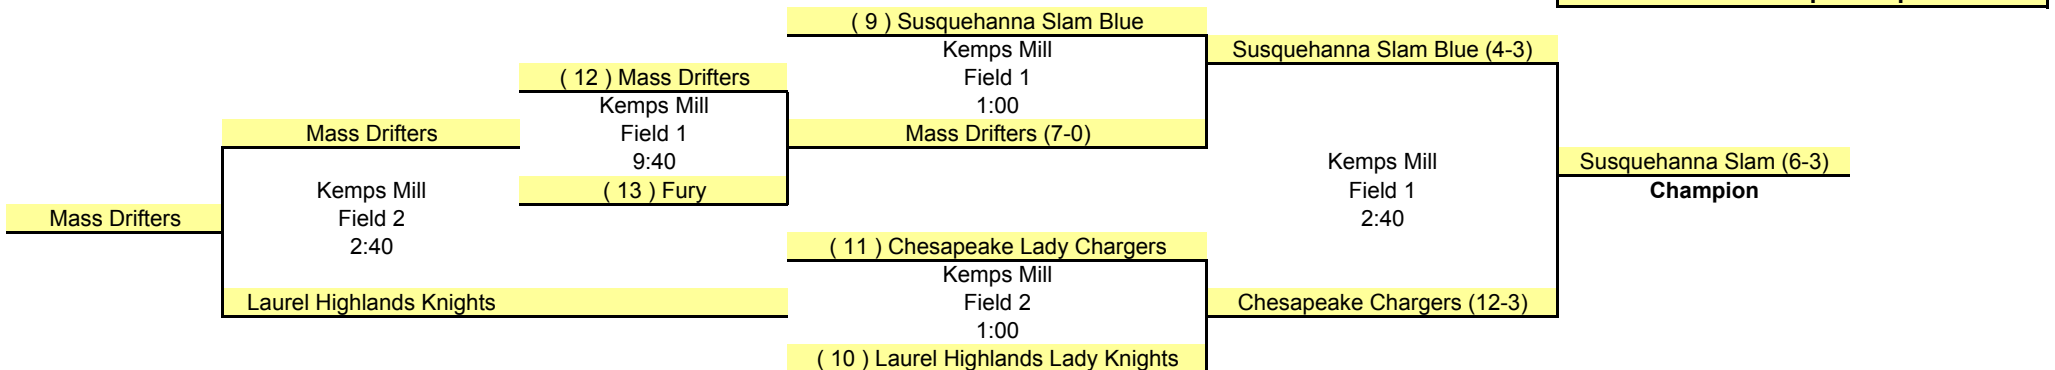 ( 9 ) Susquehanna Slam Blue
Kemps Mill
Susquehanna Slam Blue (4-3)
( 12 ) Mass Drifters
Field 1
Kemps Mill
1:00
Mass Drifters
Field 1
Mass Drifters (7-0)
9:40
Kemps Mill
Susquehanna Slam (6-3)
Kemps Mill
( 13 ) Fury
Field 1
Champion
Mass Drifters
Field 2
2:40
2:40
( 11 ) Chesapeake Lady Chargers
Kemps Mill
Laurel Highlands Knights
Field 2
Chesapeake Chargers (12-3)
1:00
( 10 ) Laurel Highlands Lady Knights